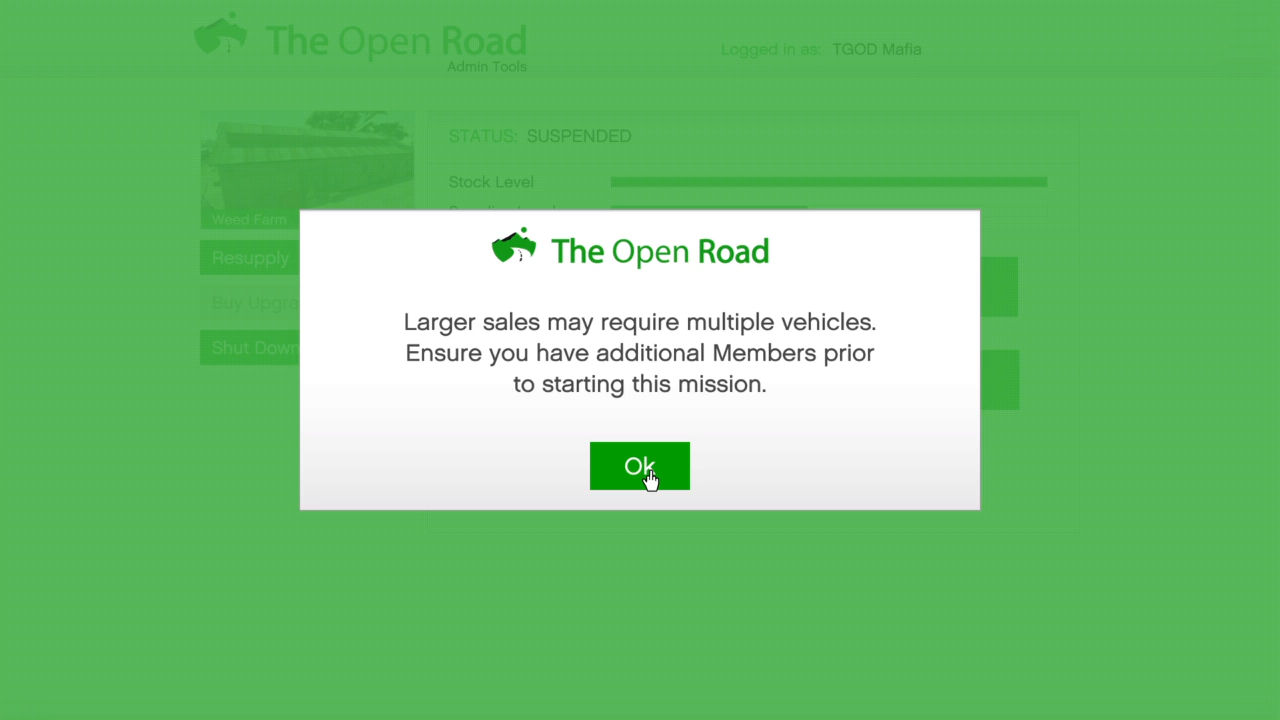 The Open Road
Admin Tools
Logged in as: TGOD Mafia
STATUS: SUSPENDED
Stock Level
Weed Farm
Resupply
Buy
Shut Down
The Open Road
Larger sales may require multiple vehicles.
Ensure you have additional Members prior
to starting this mission.
Ok